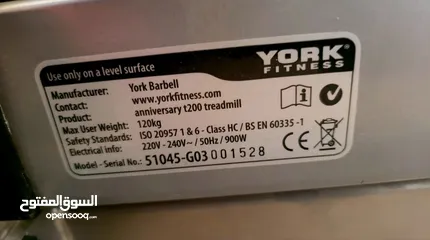 YORK
FITNESS
Use only on a level surface
Manufacturer: York Barbell
Contact: www.yorkfitness.com
Product: anniversary t200 treadmill
Max User Weight: 120kg
Safety Standards: ISO 20957 1 & 6 - Class HC / BS EN 60335 -1
Electrical info: 220V - 240V~ / 50Hz / 900W
Model - Serial No.: 51045-G03 001528
CE
السوق المفتوح
opensooq.com